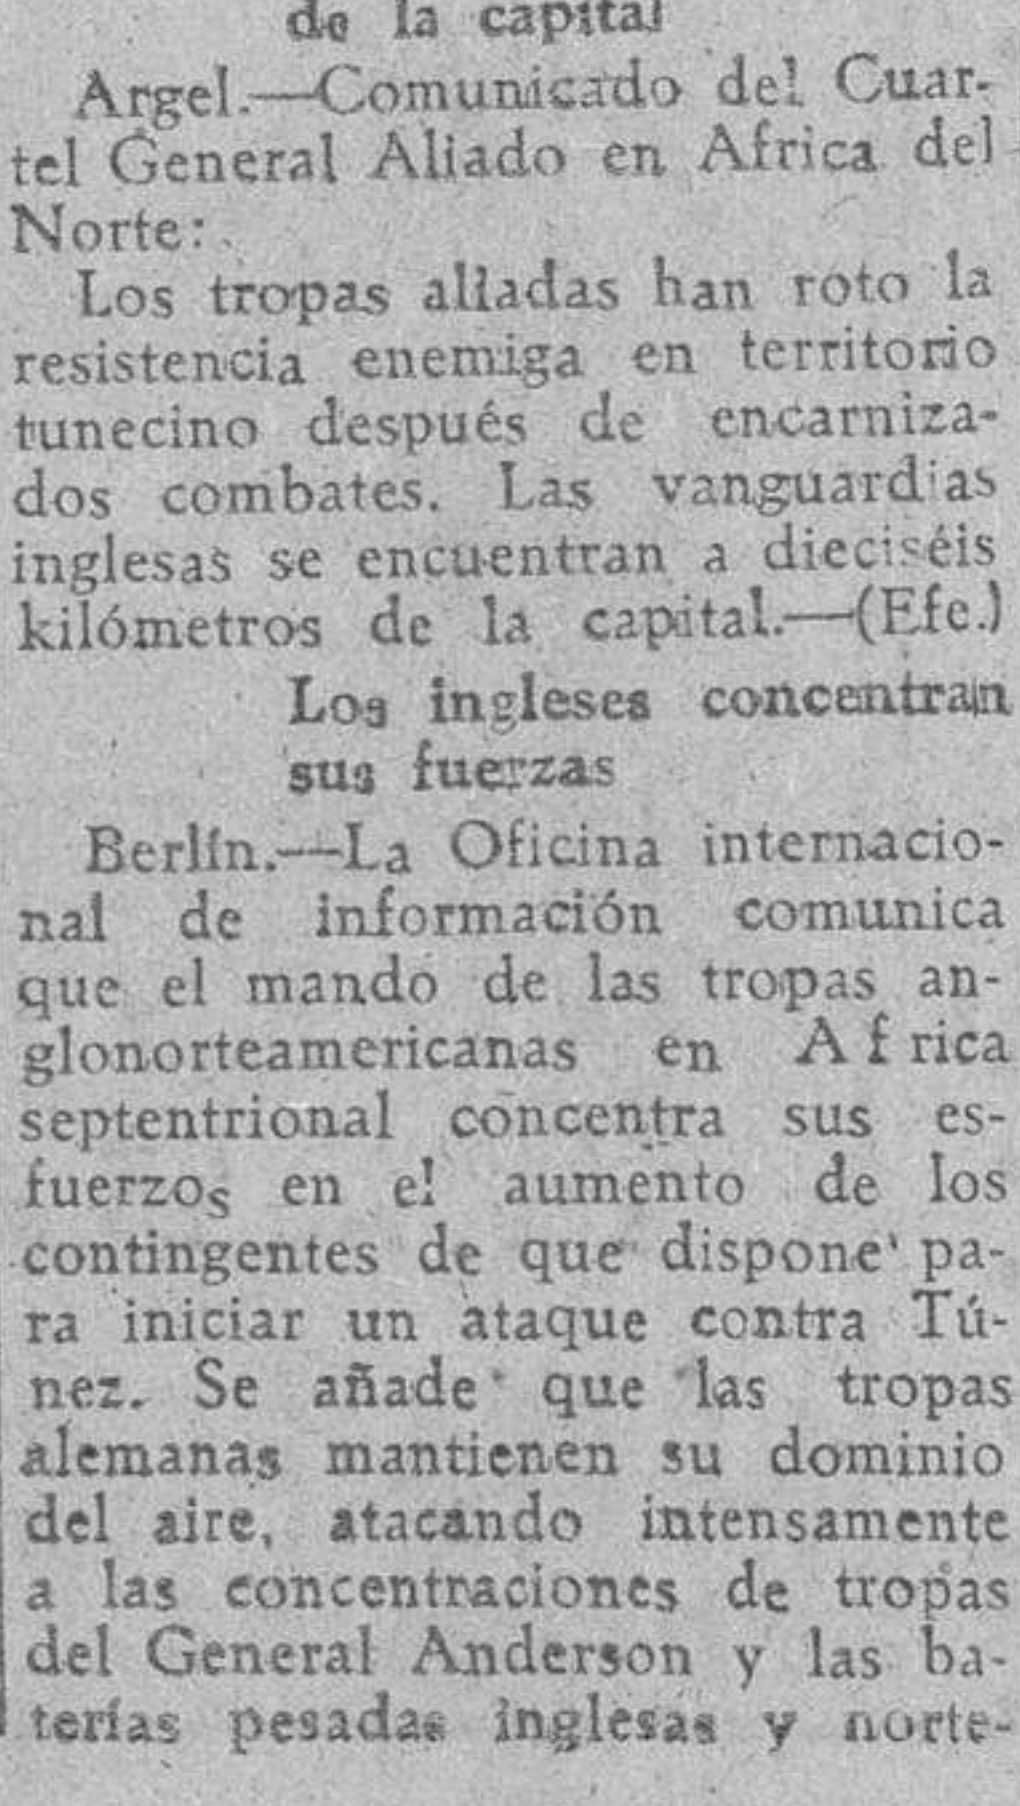 de la capital
Argel.—Comunicado del Cuar-
tel General Aliado en Africa del
Norte:
Los tropas aliadas han roto la
resistencia enemiga en territorio
tunecino después de encarniza-
dos combates. Las vanguardias
inglesas se encuentran a dieciséis
kilómetros de la capital.—(Efe.)
Los ingleses concentran
sus fuerzas
Berlín.—La Oficina internacio-
nal de información comunica
que el mando de las tropas an-
glonorteamericanas en Africa
septentrional concentra sus es-
fuerzos en el aumento de los
contingentes de que dispone pa-
ra iniciar un ataque contra Tú-
nez. Se añade que las tropas
alemanas mantienen su dominio
del aire, atacando intensamente
a las concentraciones de tropas
del General Anderson y las ba-
terías pesadas inglesas y norte-